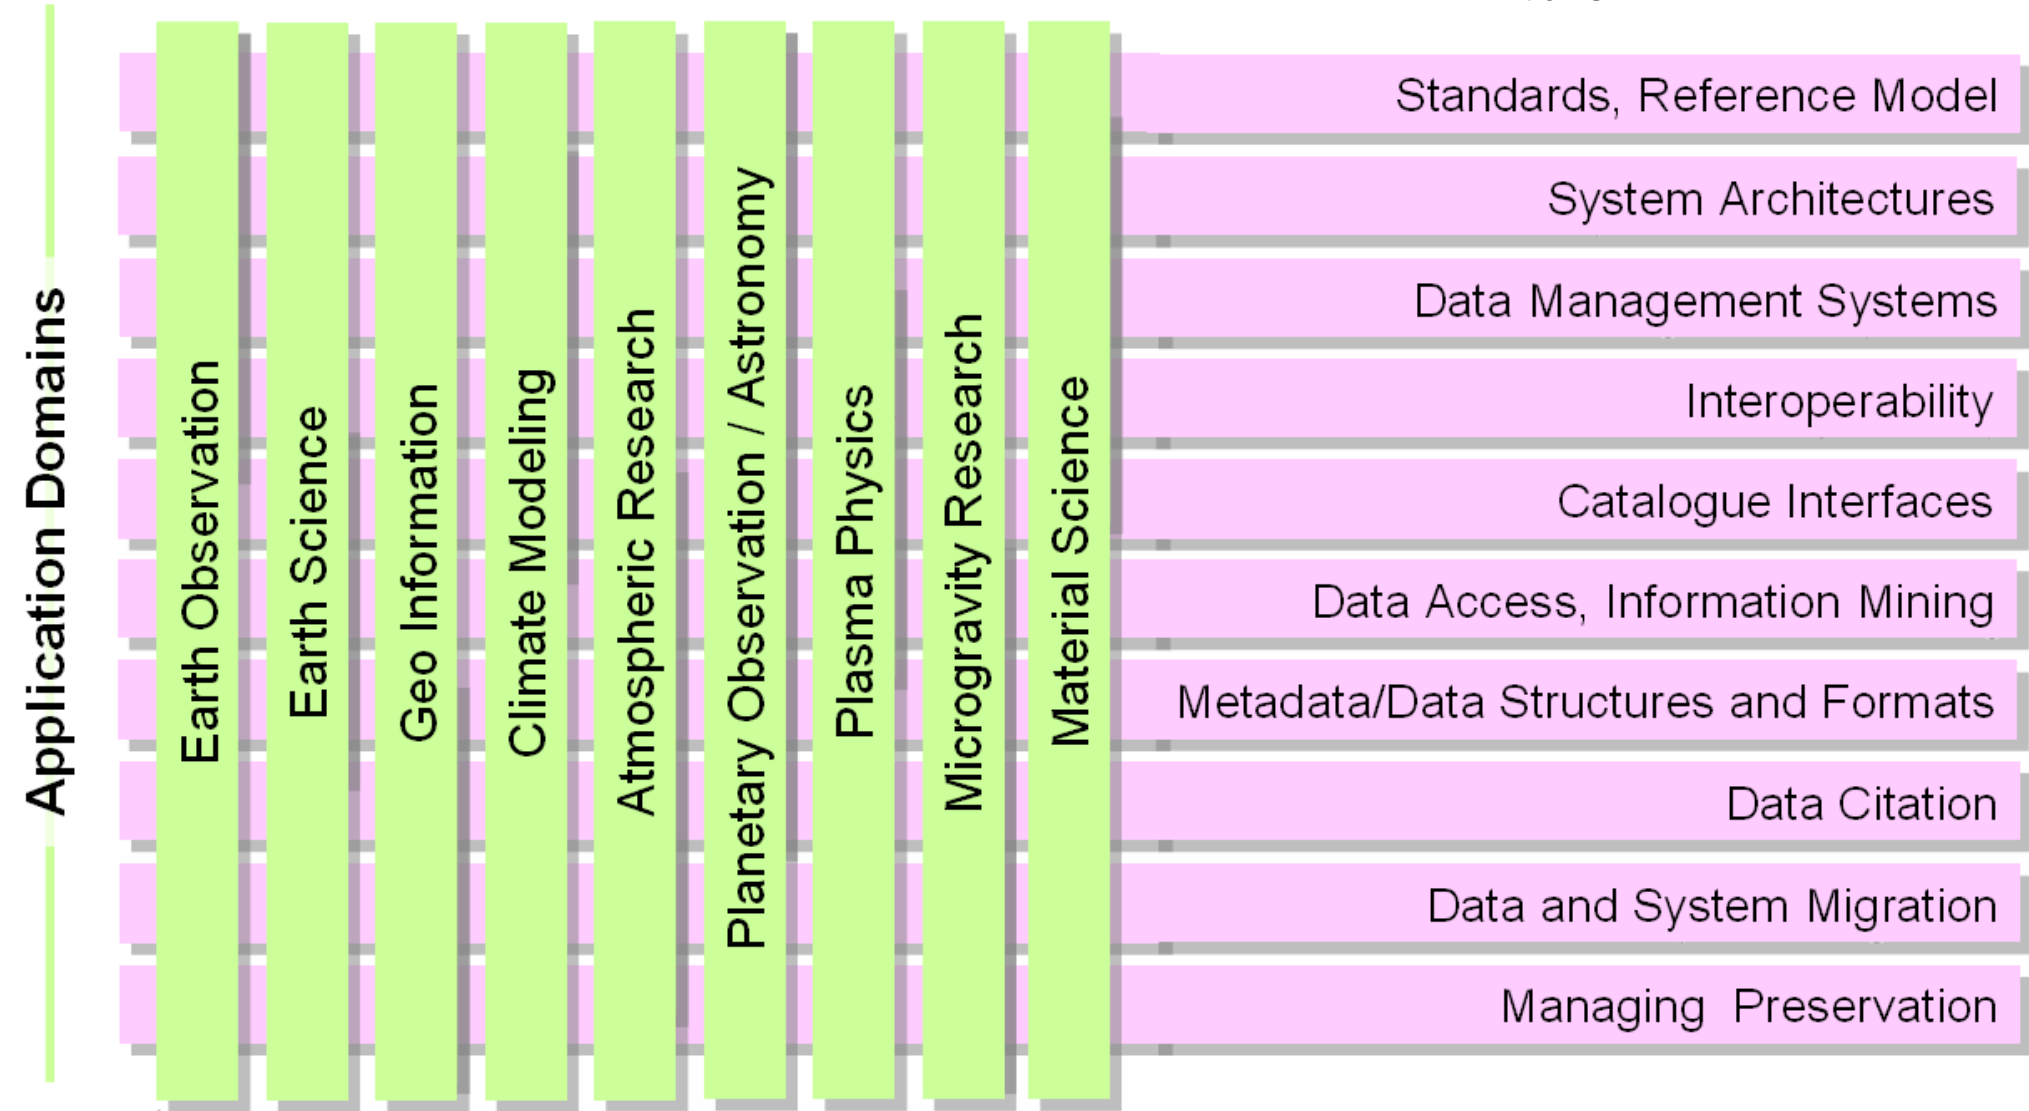 Application Domains
Earth Observation
Earth Science
Geo Information
Climate Modeling
Atmospheric Research
Planetary Observation / Astronomy
Plasma Physics
Microgravity Research
Material Science
Standards, Reference Model
System Architectures
Data Management Systems
Interoperability
Catalogue Interfaces
Data Access, Information Mining
Metadata/Data Structures and Formats
Data Citation
Data and System Migration
Managing Preservation